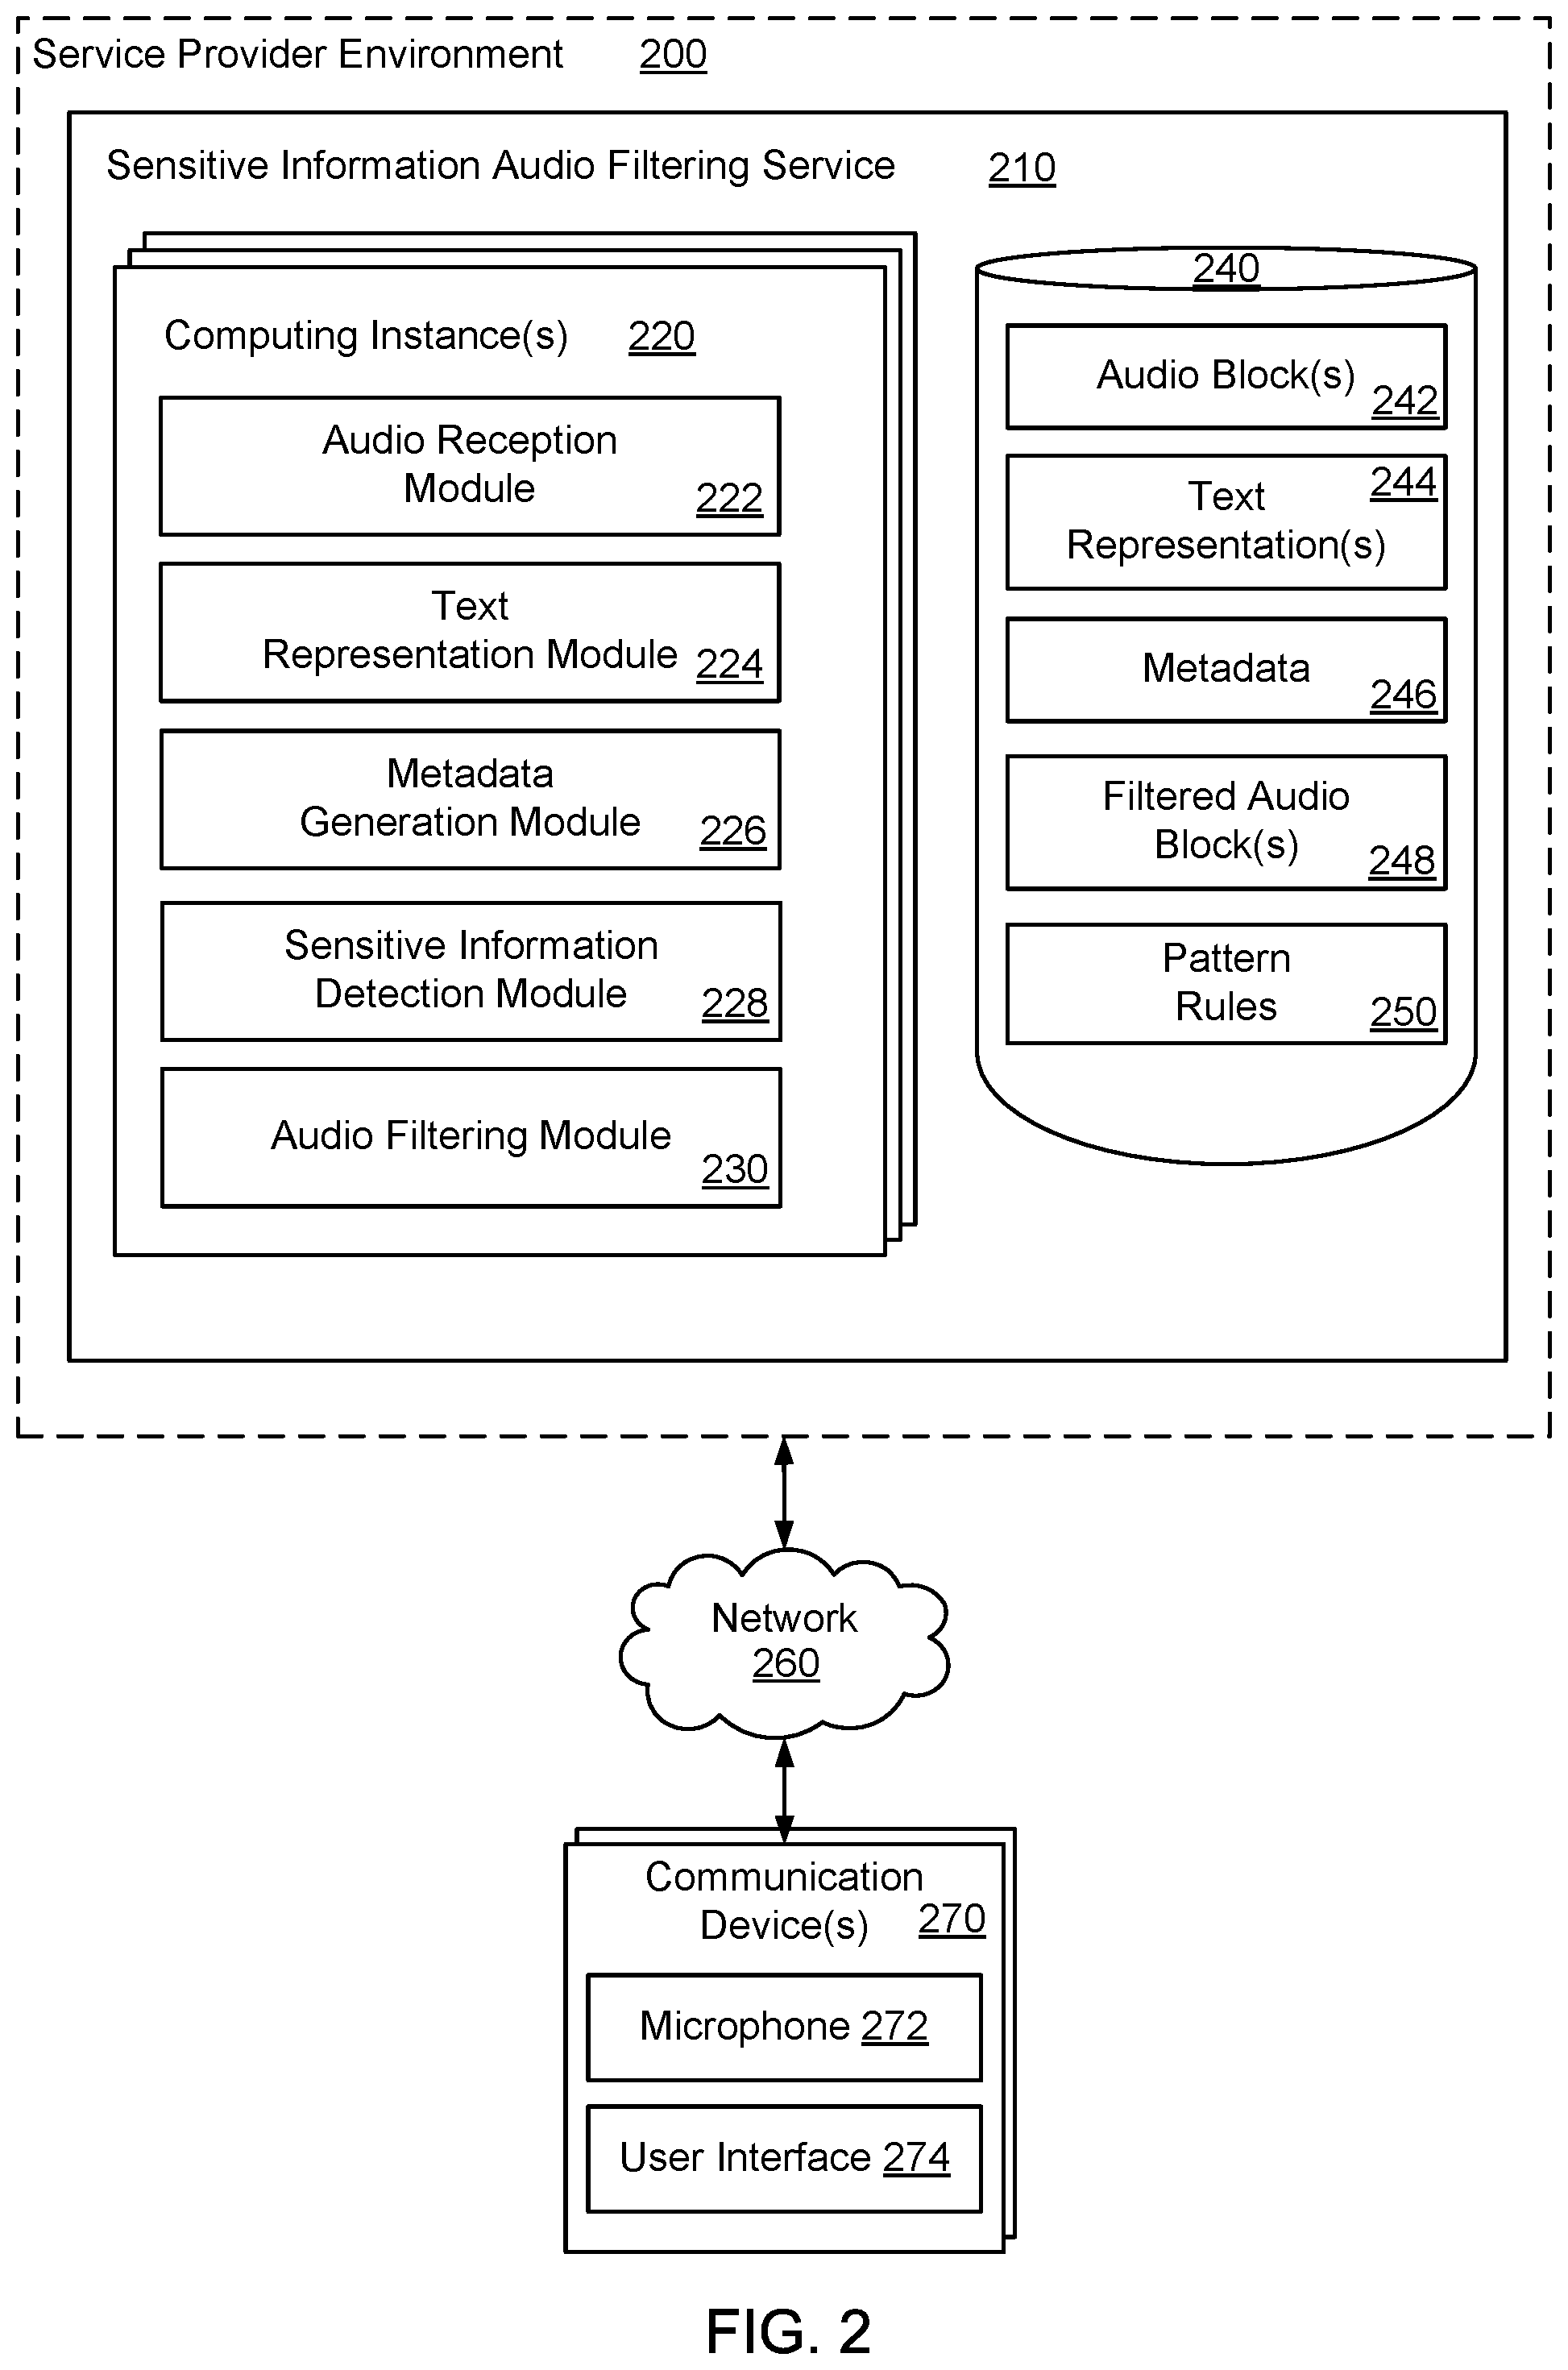 Service Provider Environment 200
Sensitive Information Audio Filtering Service 210
Computing Instance(s) 220
Audio Reception
Module 222
Text
Representation Module 224
Metadata
Generation Module 226
Sensitive Information
Detection Module 228
Audio Filtering Module
230
240
Audio Block(s)
242
Text 244
Representation(s)
Metadata
246
Filtered Audio
Block(s) 248
Pattern
Rules 250
Network
260
Communication
Device(s) 270
Microphone 272
User Interface 274
FIG. 2